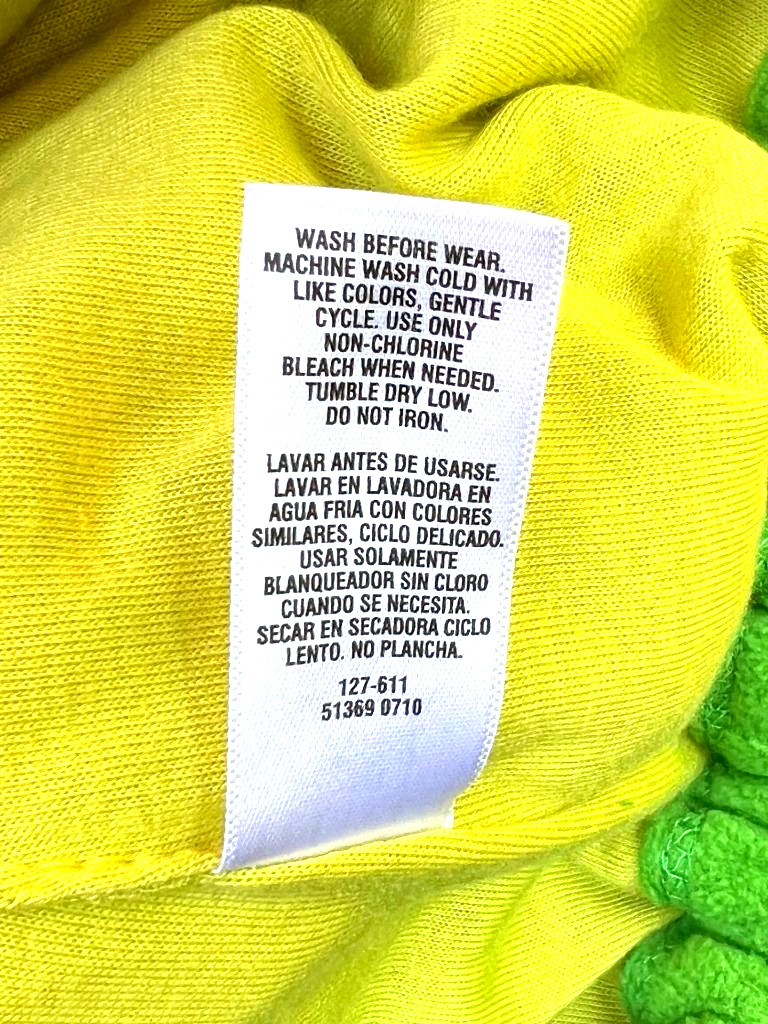 WASH BEFORE WEAR.
MACHINE WASH COLD WITH
LIKE COLORS, GENTLE
CYCLE. USE ONLY
NON-CHLORINE
BLEACH WHEN NEEDED.
TUMBLE DRY LOW.
DO NOT IRON.
LAVAR ANTES DE USARSE.
LAVAR EN LAVADORA EN
AGUA FRIA CON COLORES
SIMILARES, CICLO DELICADO.
USAR SOLAMENTE
BLANQUEADOR SIN CLORO
CUANDO SE NECESITA.
SECAR EN SECADORA CICLO
LENTO. NO PLANCHA.
127-611
51369 0710